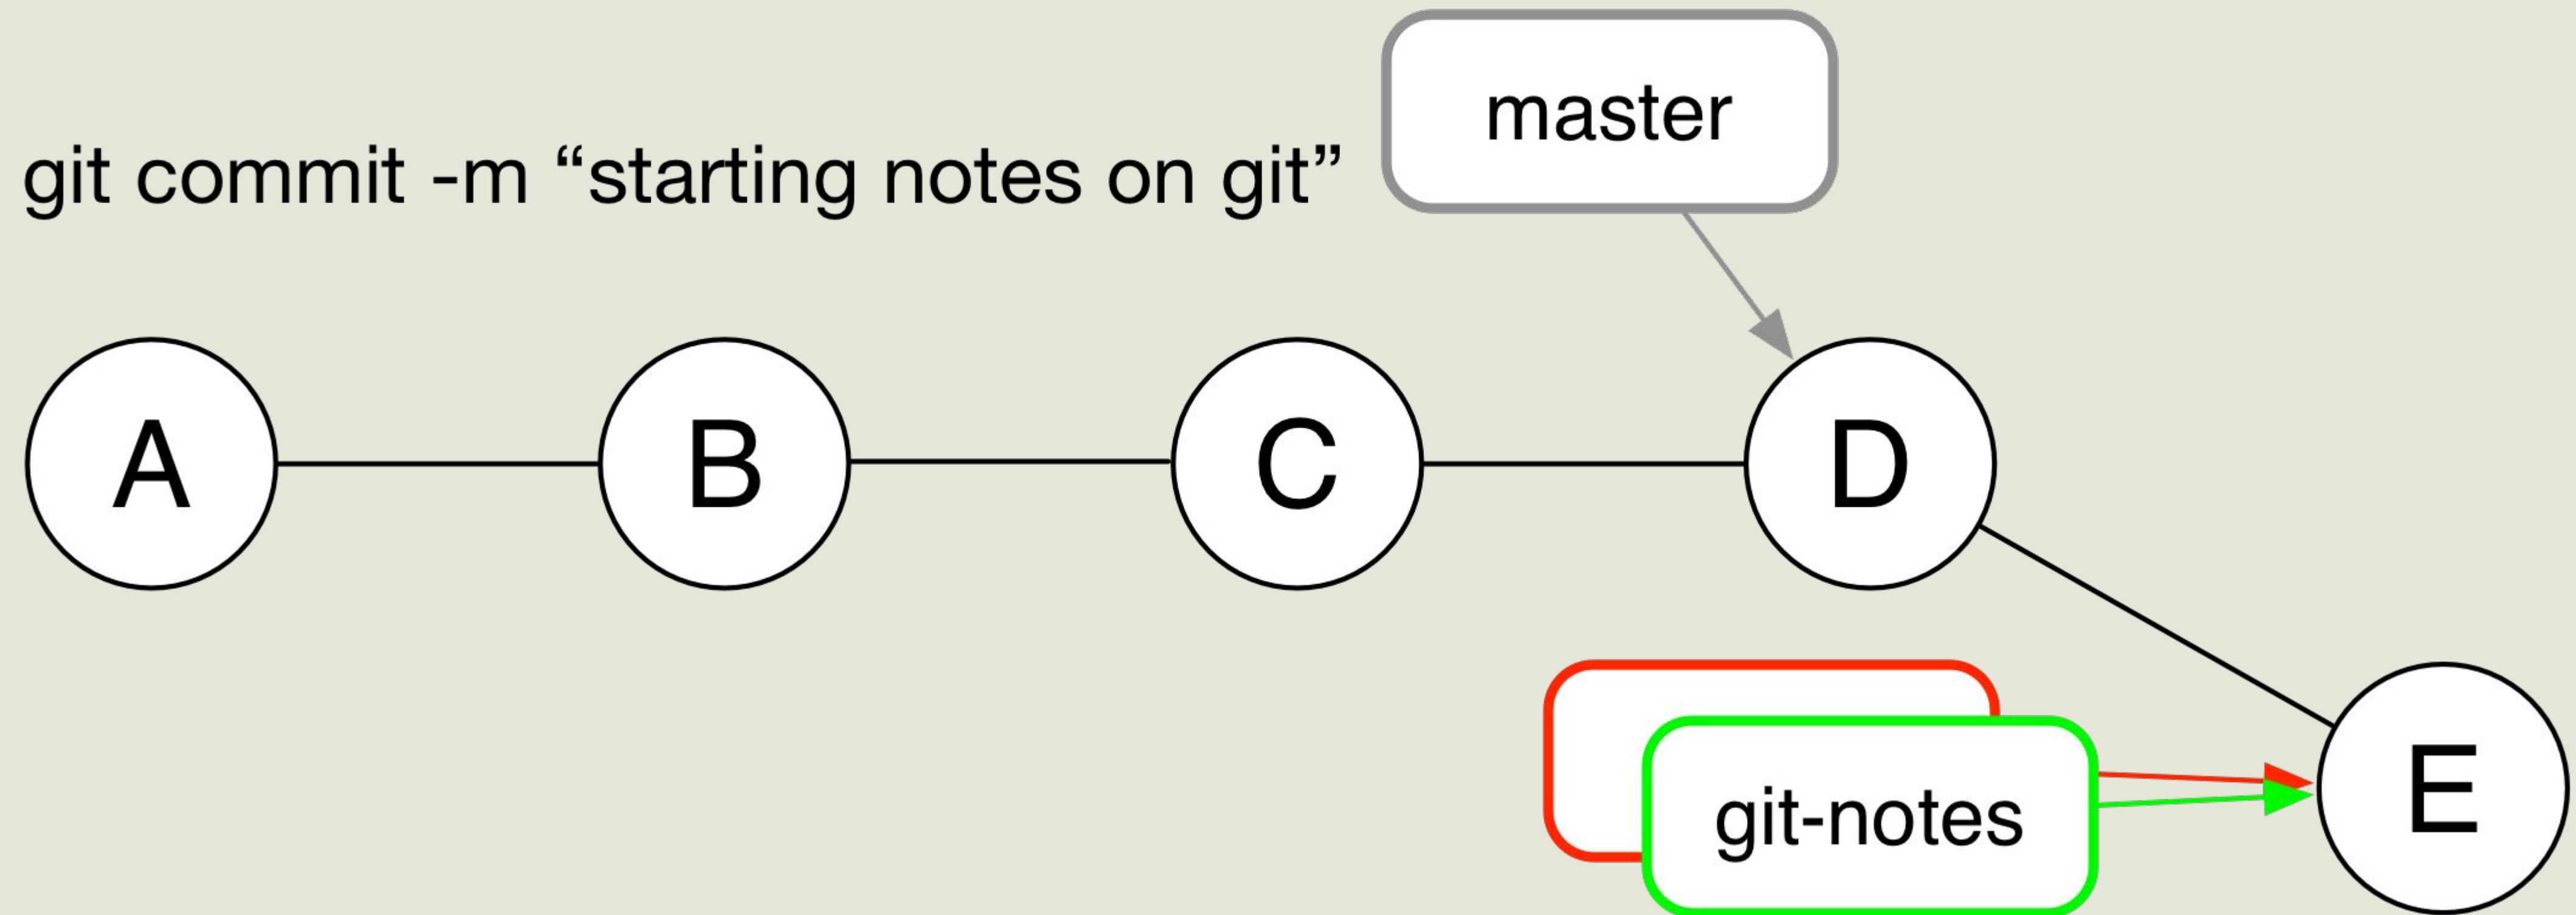 master
git commit -m “starting notes on git”
A
B
C
D
E
git-notes